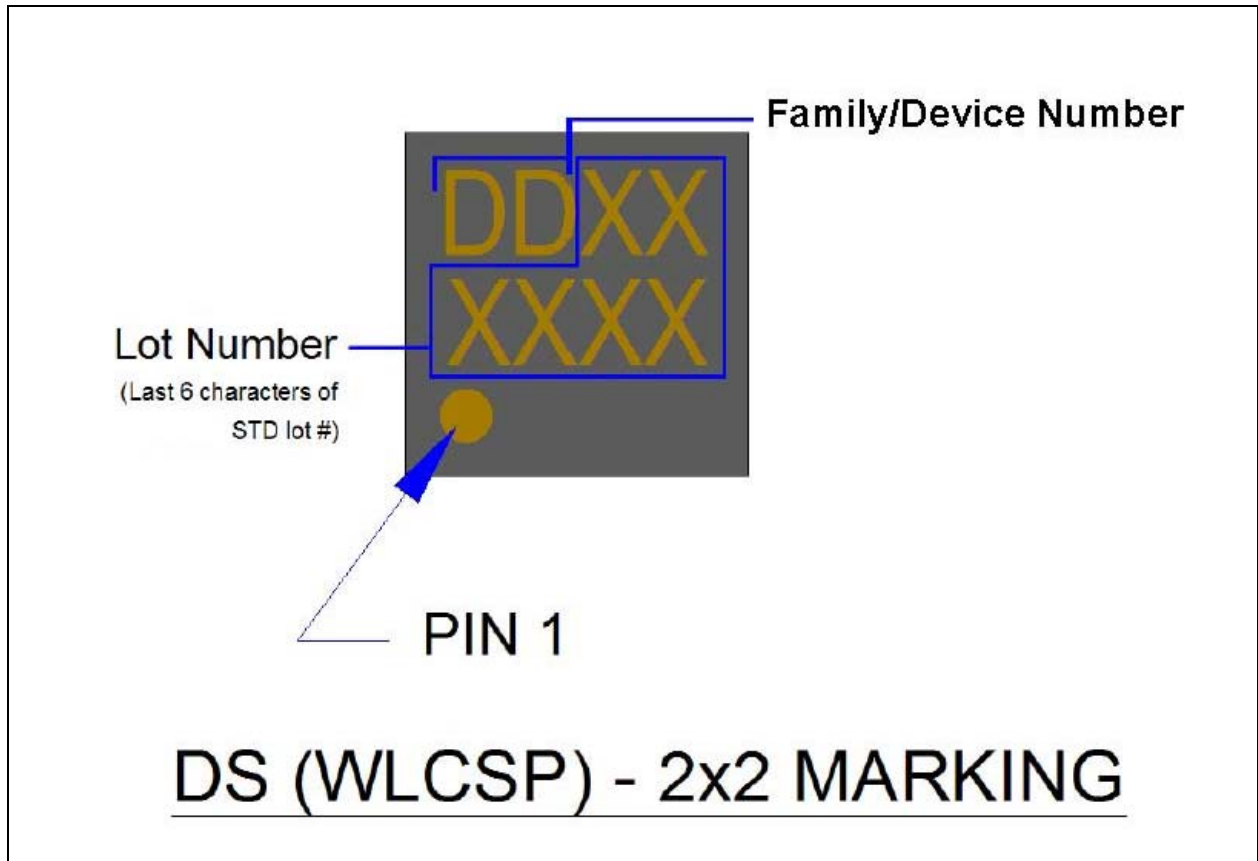 Family/Device Number
DDXX
XXXX
Lot Number
(Last 6 characters of
STD lot #)
PIN 1
DS (WLCSP) - 2x2 MARKING